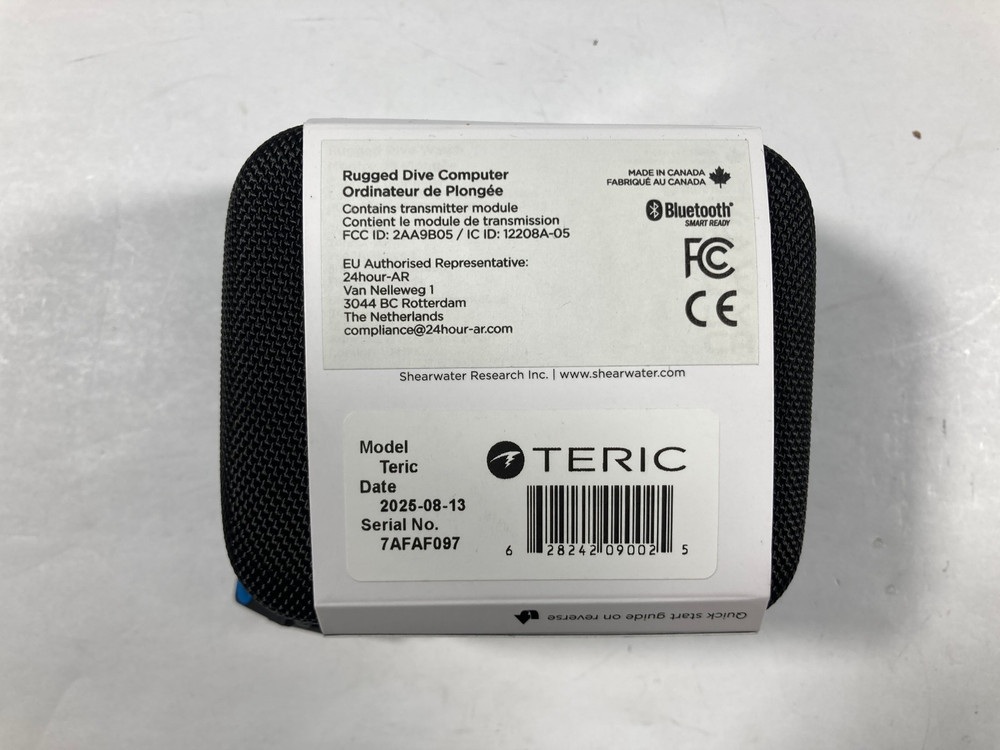 Rugged Dive Computer
Ordinateur de Plongée
Contains transmitter module
Contient le module de transmission
FCC ID: 2AA9B05 / IC ID: 12208A-05
EU Authorised Representative:
24hour-AR
Van Nelleweg 1
3044 BC Rotterdam
The Netherlands
compliance@24hour-ar.com
MADE IN CANADA
FABRIQUÉ AU CANADA
Bluetooth®
SMART READY
FC
CE
Shearwater Research Inc. | www.shearwater.com
Model
Teric
Date
2025-08-13
Serial No.
7AFAF097
TERIC
6 28242 09002 5
Quick start guide on reverse